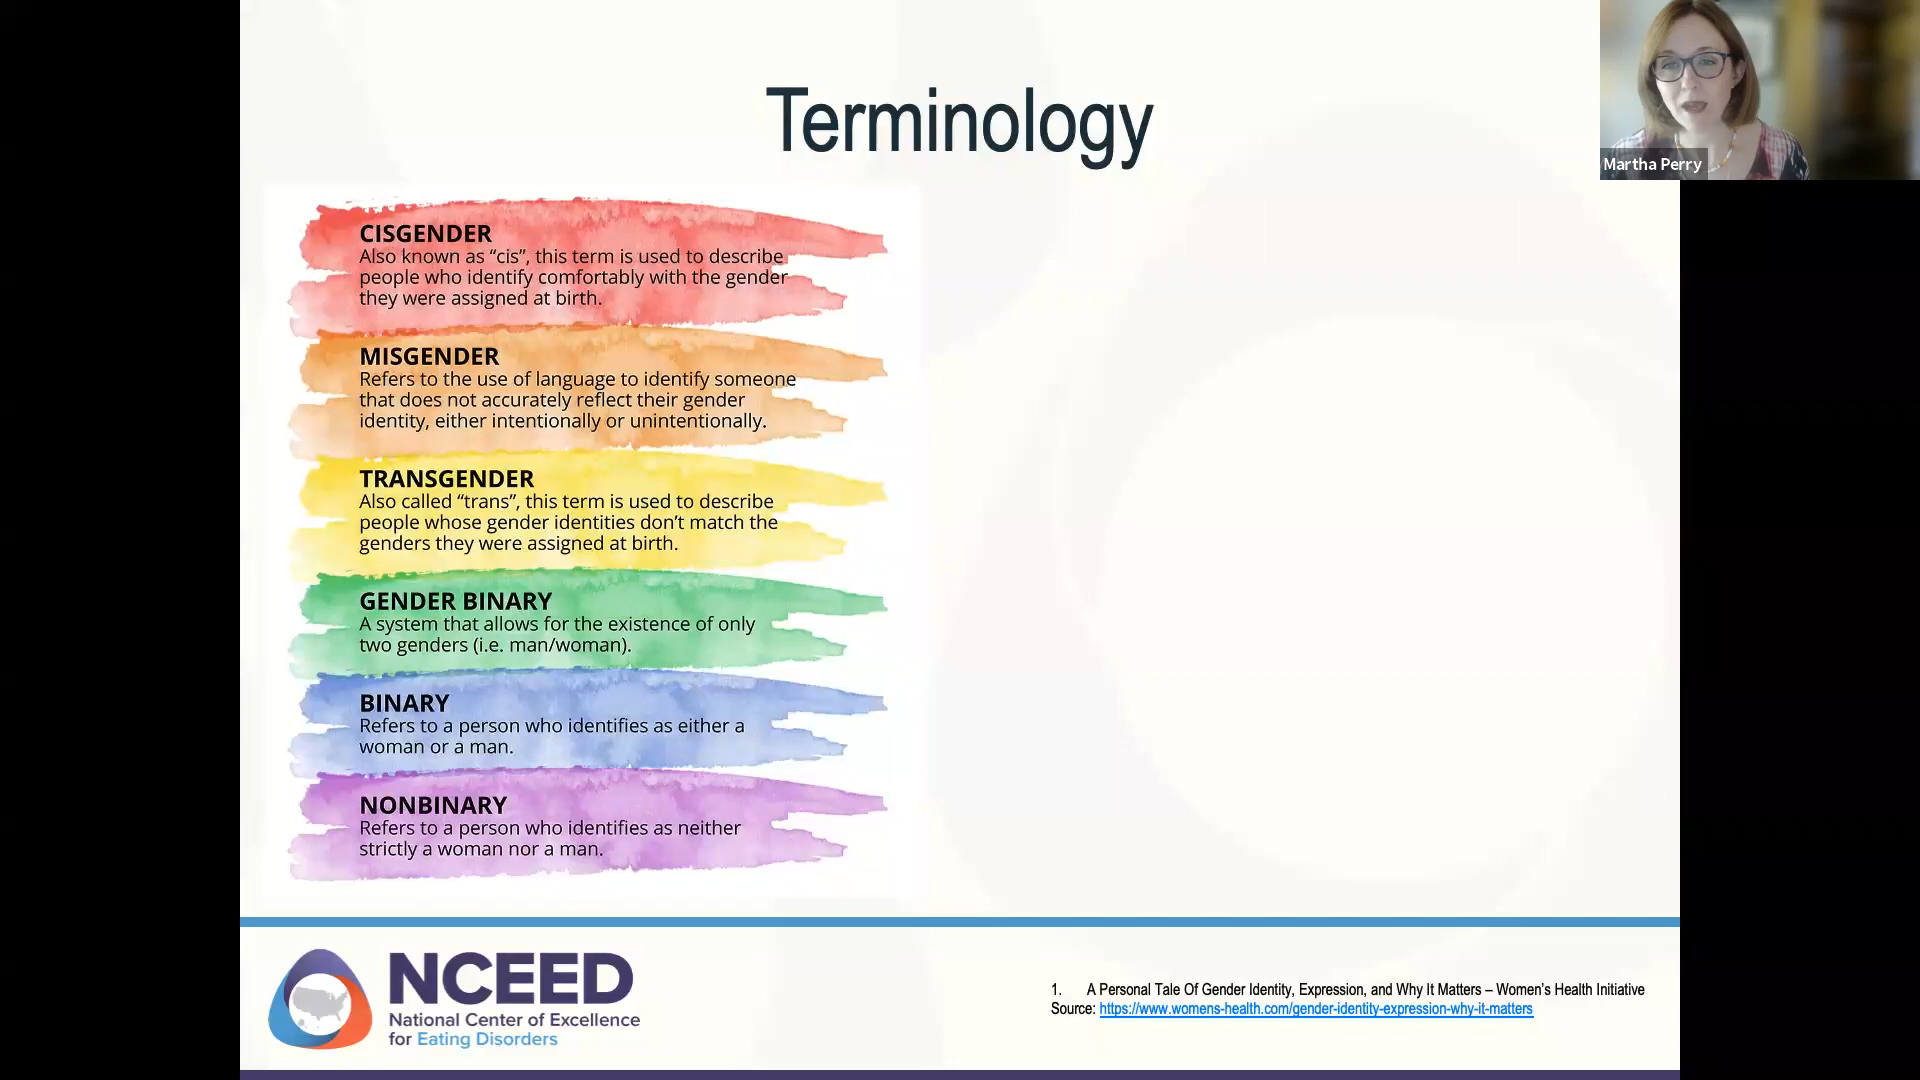 Terminology
Martha Perry
CISGENDER
Also known as “cis”, this term is used to describe
people who identify comfortably with the gender
they were assigned at birth.
MISGENDER
Refers to the use of language to identify someone
that does not accurately reflect their gender
identity, either intentionally or unintentionally.
TRANSGENDER
Also called “trans”, this term is used to describe
people whose gender identities don’t match the
genders they were assigned at birth.
GENDER BINARY
A system that allows for the existence of only
two genders (i.e. man/woman).
BINARY
Refers to a person who identifies as either a
woman or a man.
NONBINARY
Refers to a person who identifies as neither
strictly a woman nor a man.
NCEED
National Center of Excellence
for Eating Disorders
1. A Personal Tale Of Gender Identity, Expression, and Why It Matters – Women’s Health Initiative
Source: https://www.womens-health.com/gender-identity-expression-why-it-matters